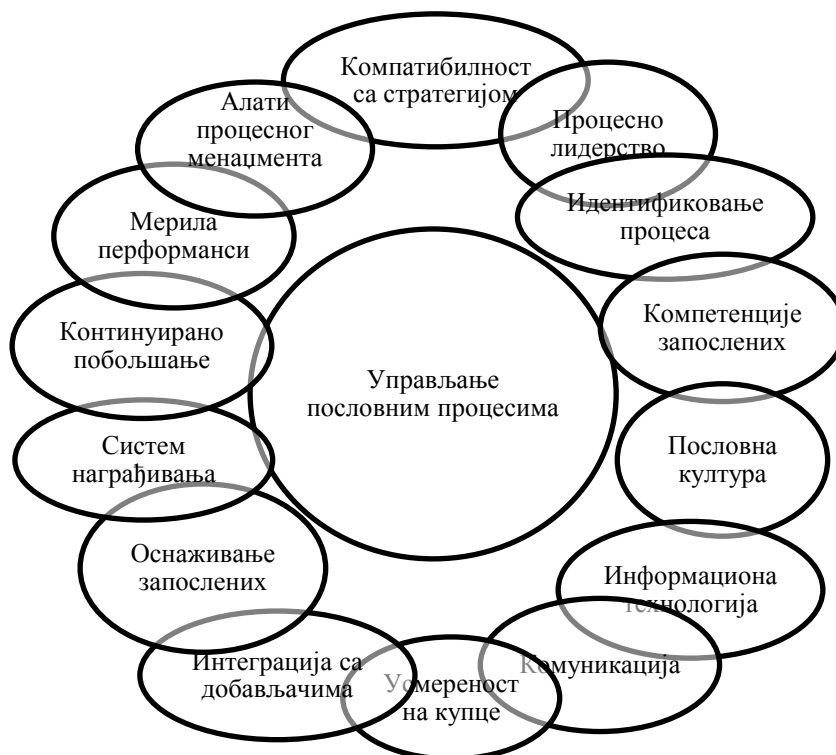 Компатибилност
са стратегијом
Процесно
лидерство
Идентификовање
процеса
Компетенције
запослених
Пословна
култура
Информациона
технологија
Комуникација
Усмереност
на купце
Интеграција са
добављачима
Оснаживање
запослених
Систем
награђивања
Континуирано
побољшање
Мерила
перформанси
Алати
процесног
менаџмента
Управљање
пословним процесима